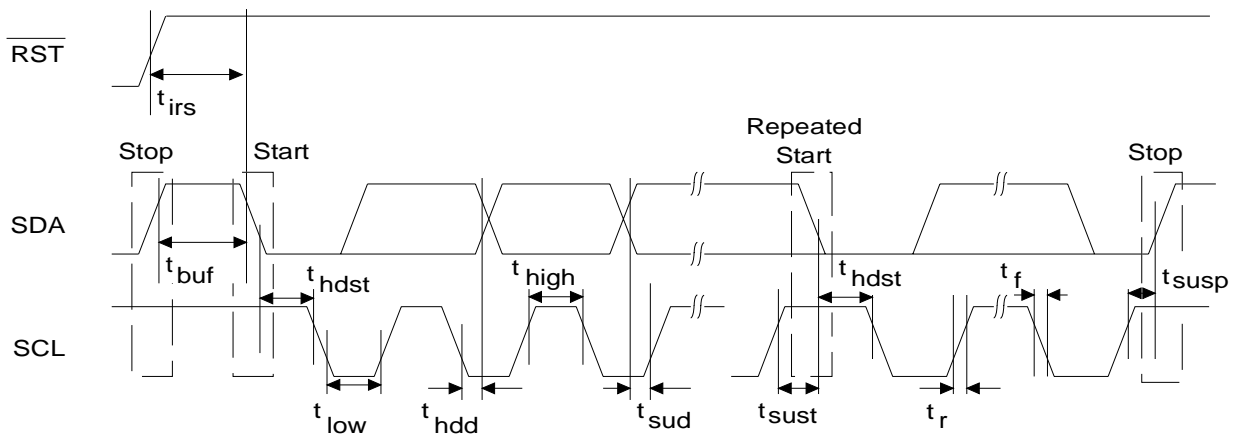 RST
t irs
Repeated
Stop Start Start Stop
SDA
t buf t hdst t high t hdst t f t susp
SCL
t low t hdd t sud t sust t r